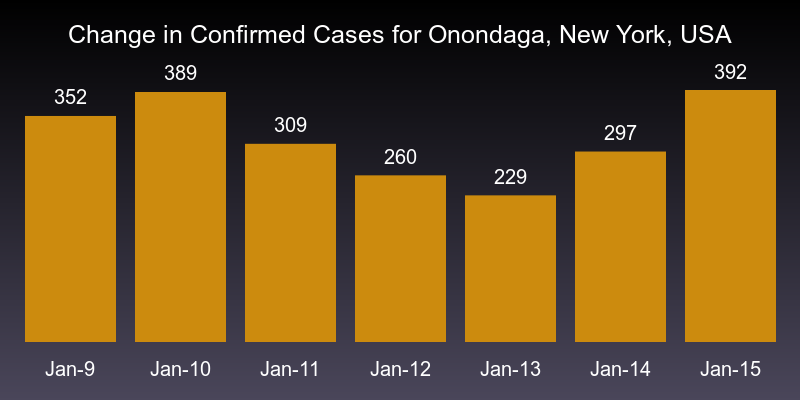 Change in Confirmed Cases for Onondaga, New York, USA
352
389
309
260
229
297
392
Jan-9
Jan-10
Jan-11
Jan-12
Jan-13
Jan-14
Jan-15